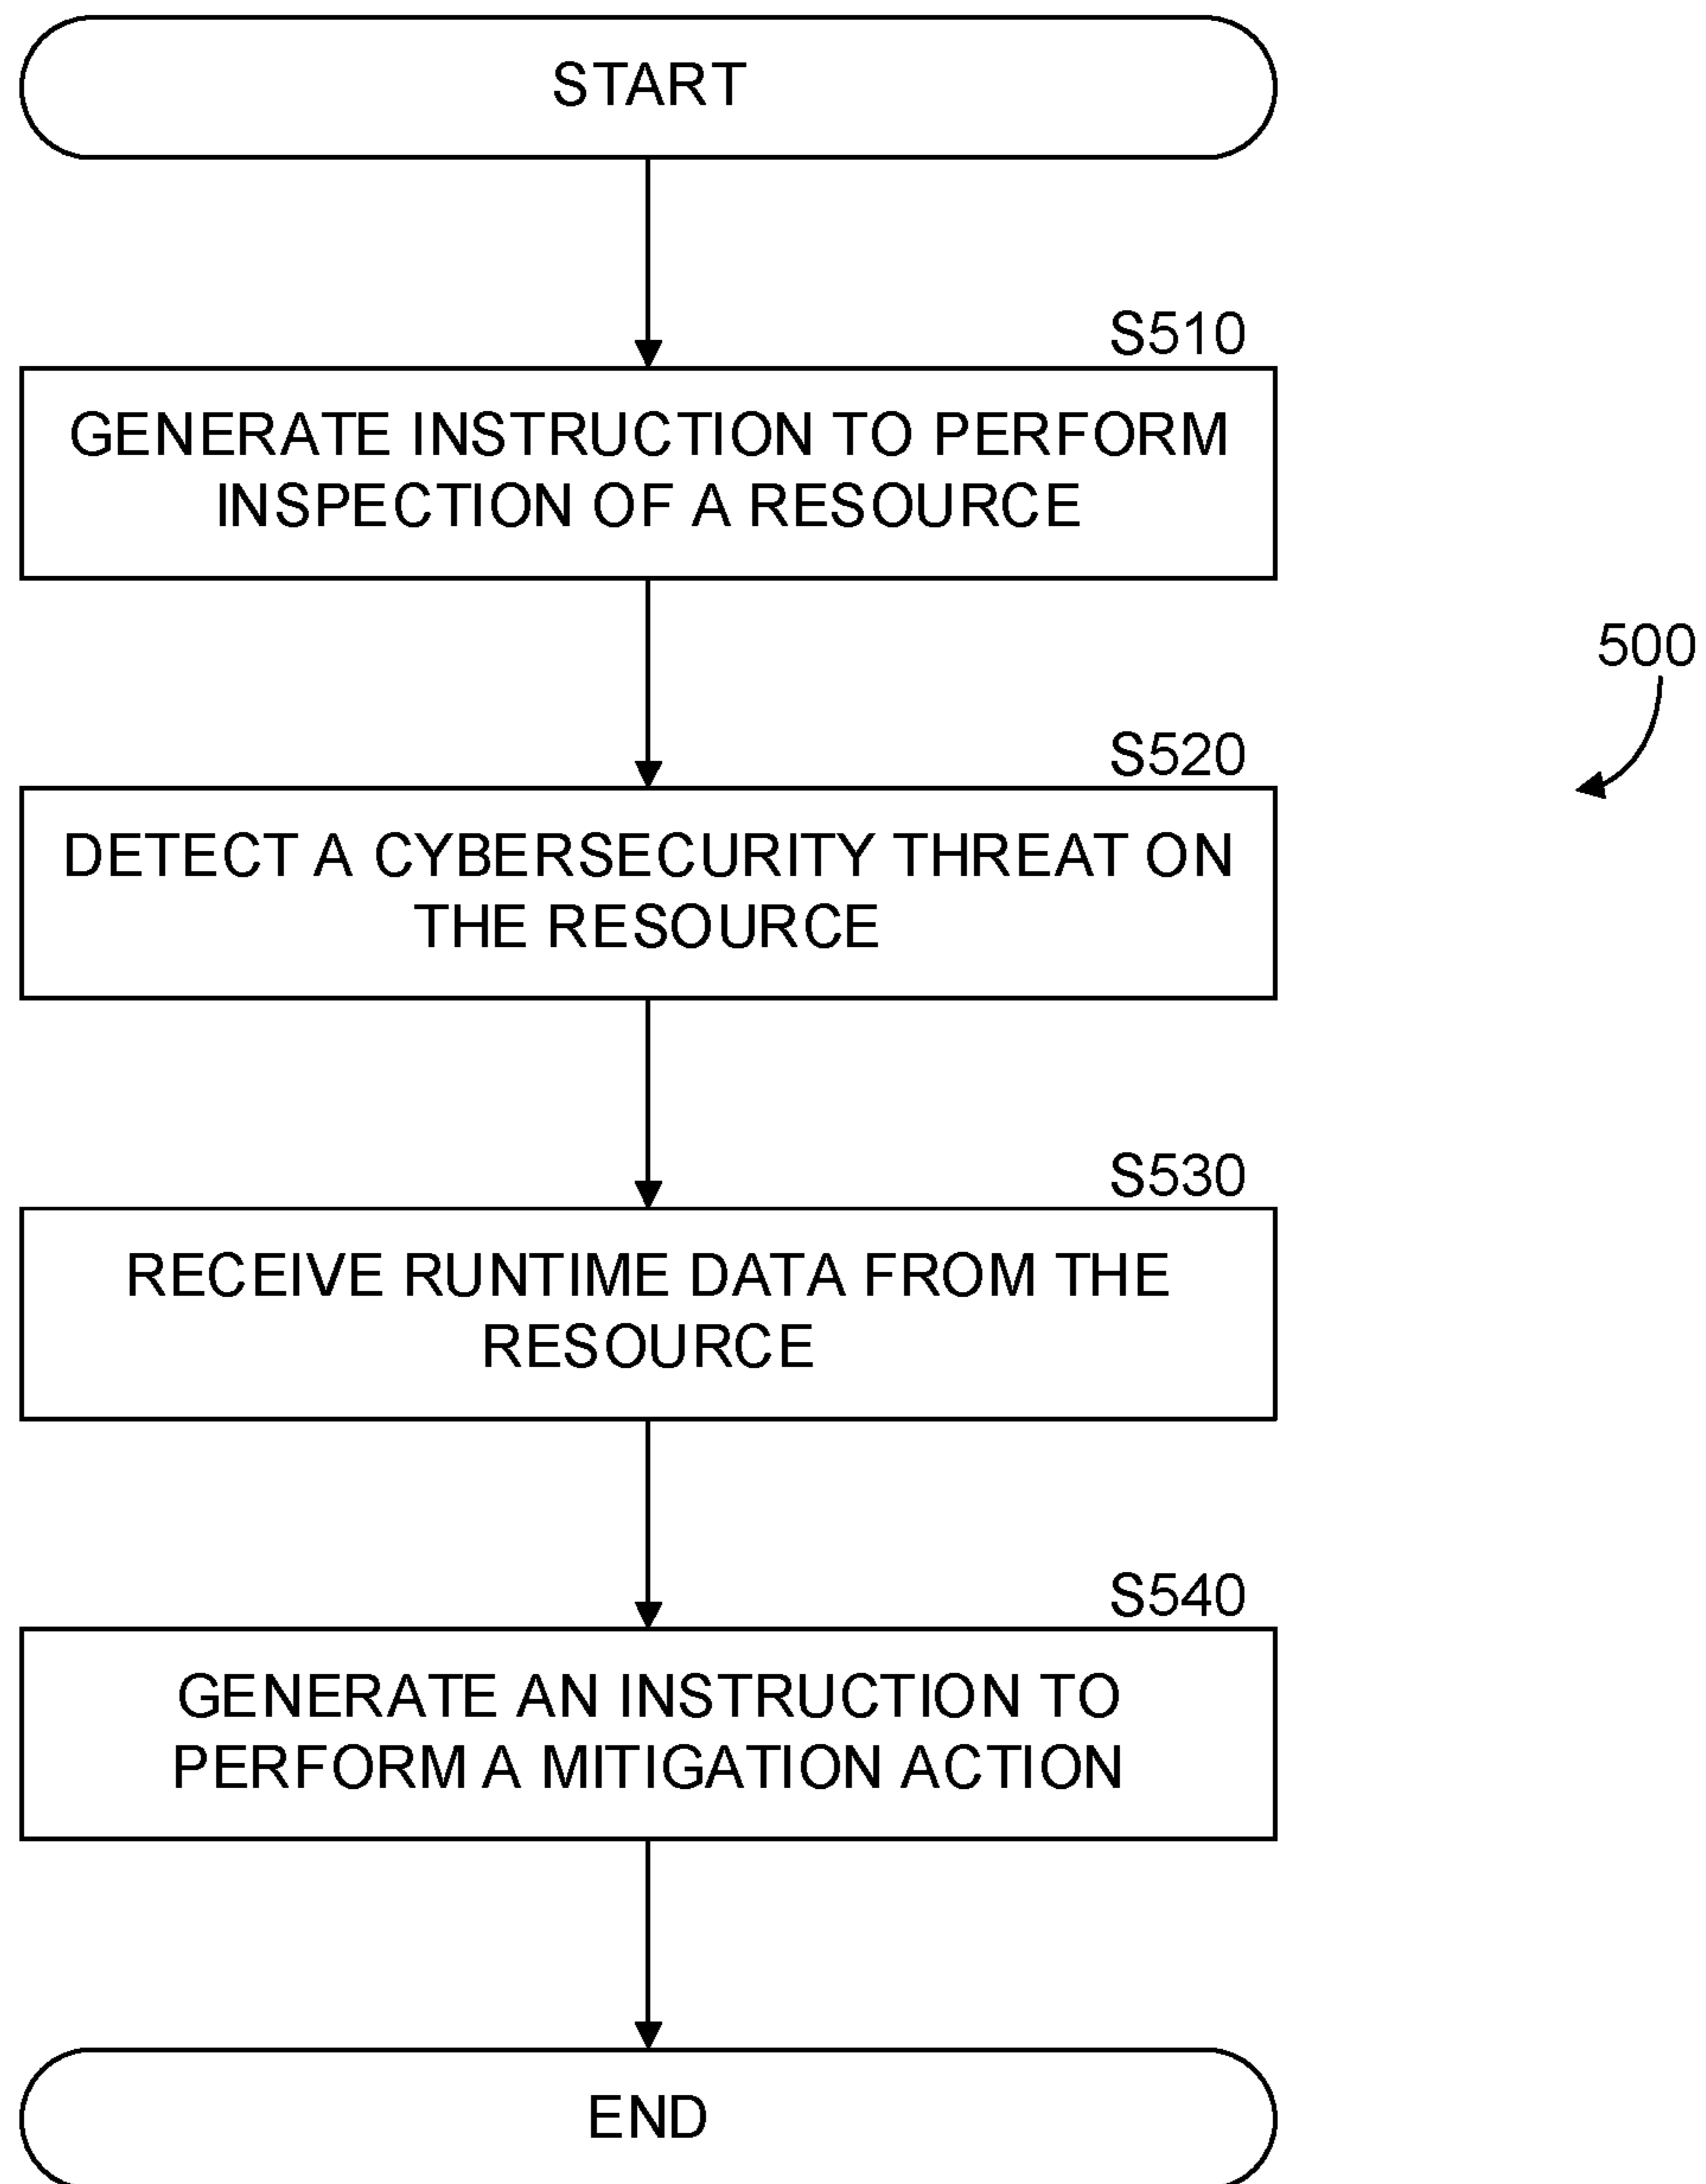 START
S510
GENERATE INSTRUCTION TO PERFORM
INSPECTION OF A RESOURCE
500
S520
DETECT A CYBERSECURITY THREAT ON
THE RESOURCE
S530
RECEIVE RUNTIME DATA FROM THE
RESOURCE
S540
GENERATE AN INSTRUCTION TO
PERFORM A MITIGATION ACTION
END